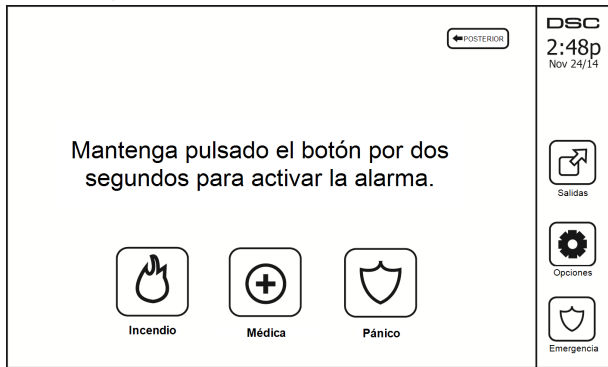 POSTERIOR
DSC
2:48p
Nov 24/14
Mantenga pulsado el botón por dos
segundos para activar la alarma.
Salidas
Opciones
Incendio
Médica
Pánico
Emergencia